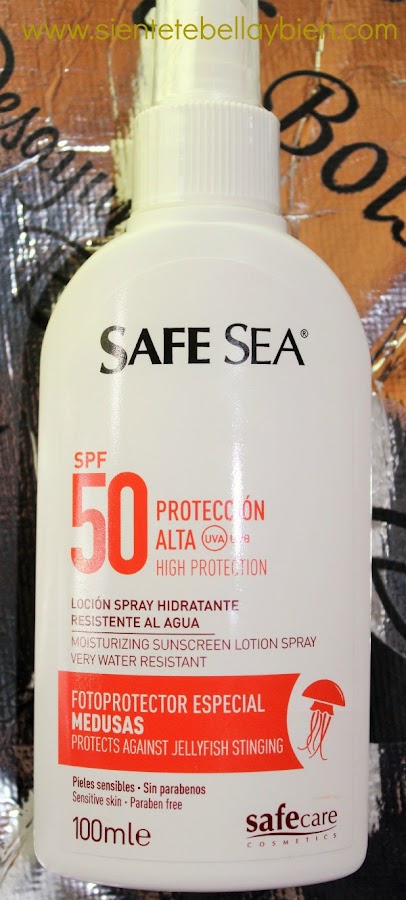 www.sientetebellaybien.com
SAFE SEA®
SPF
50
PROTECCIÓN
ALTA UVA UVB
HIGH PROTECTION
LOCIÓN SPRAY HIDRATANTE
RESISTENTE AL AGUA
MOISTURIZING SUNSCREEN LOTION SPRAY
VERY WATER RESISTANT
FOTOPROTECTOR ESPECIAL
MEDUSAS
PROTECTS AGAINST JELLYFISH STINGING
Pieles sensibles · Sin parabenos
Sensitive skin · Paraben free
100ml℮
safecare
COSMETICS